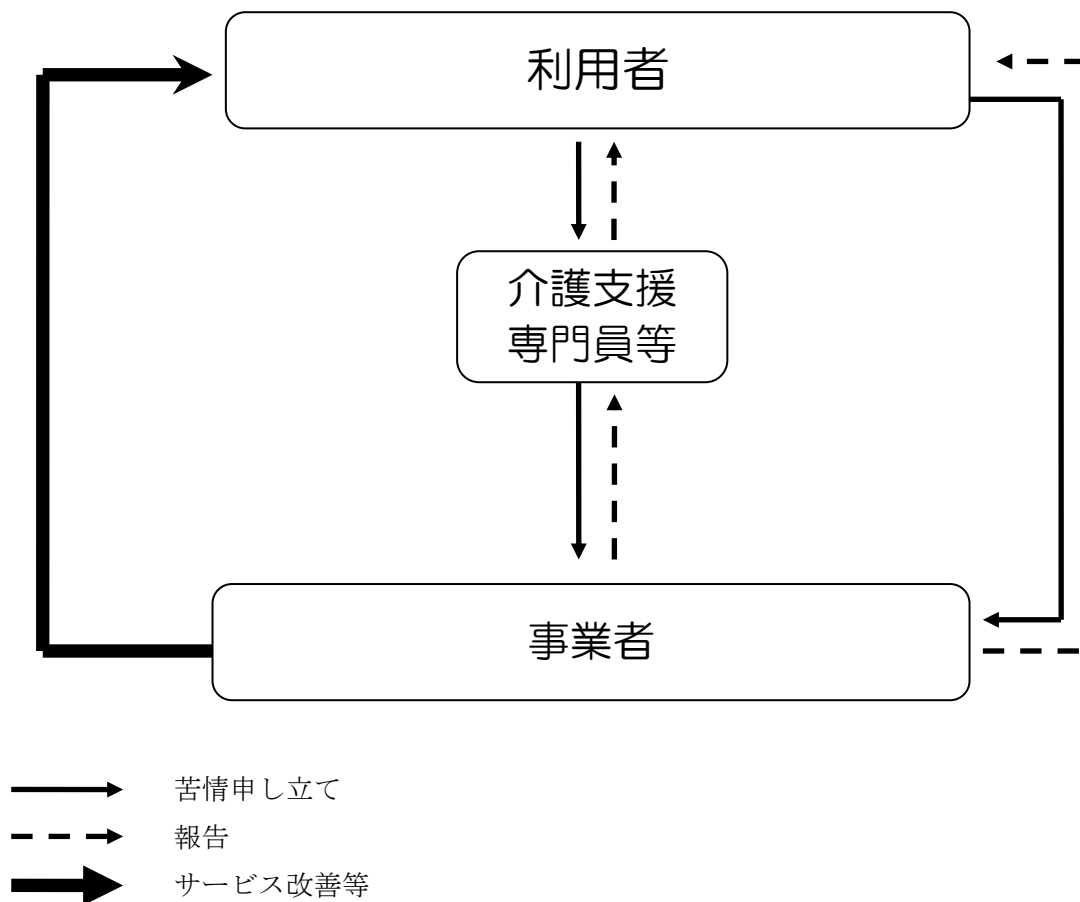 利用者
介護支援
専門員等
事業者
苦情申し立て
報告
サービス改善等